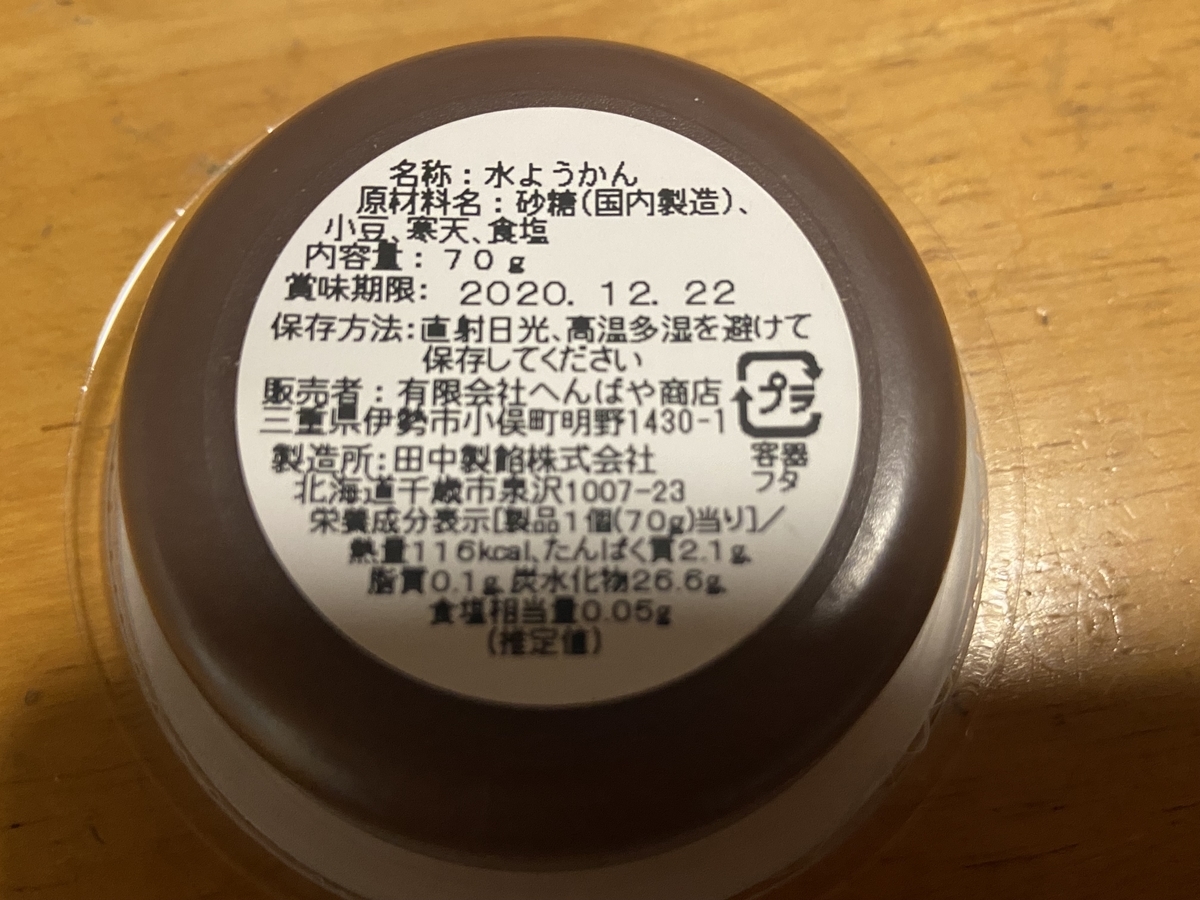 名称：水ようかん
原材料名：砂糖(国内製造)、
小豆、寒天、食塩
内容量：70g
賞味期限：2020.12.22
保存方法：直射日光、高温多湿を避けて
保存してください
販売者：有限会社へんばや商店
三重県伊勢市小俣町明野1430-1
プラ
容器
フタ
製造所：田中製餡株式会社
北海道千歳市泉沢1007-23
栄養成分表示[製品1個(70g)当り]／
熱量116kcal、たんぱく質2.1g、
脂質0.1g、炭水化物26.6g、
食塩相当量0.05g
(推定値)